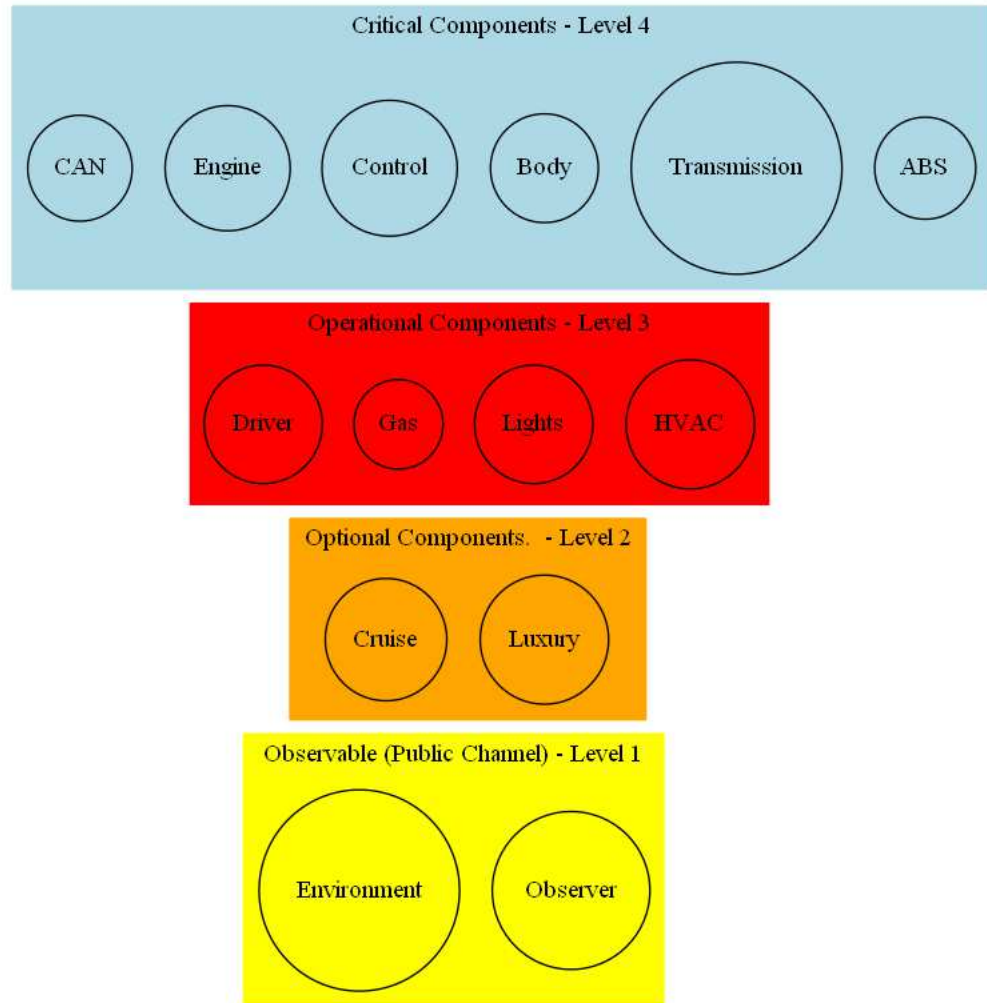 Critical Components - Level 4
CAN Engine Control Body Transmission ABS
Operational Components - Level 3
Driver Gas Lights HVAC
Optional Components. - Level 2
Cruise Luxury
Observable (Public Channel) - Level 1
Environment Observer